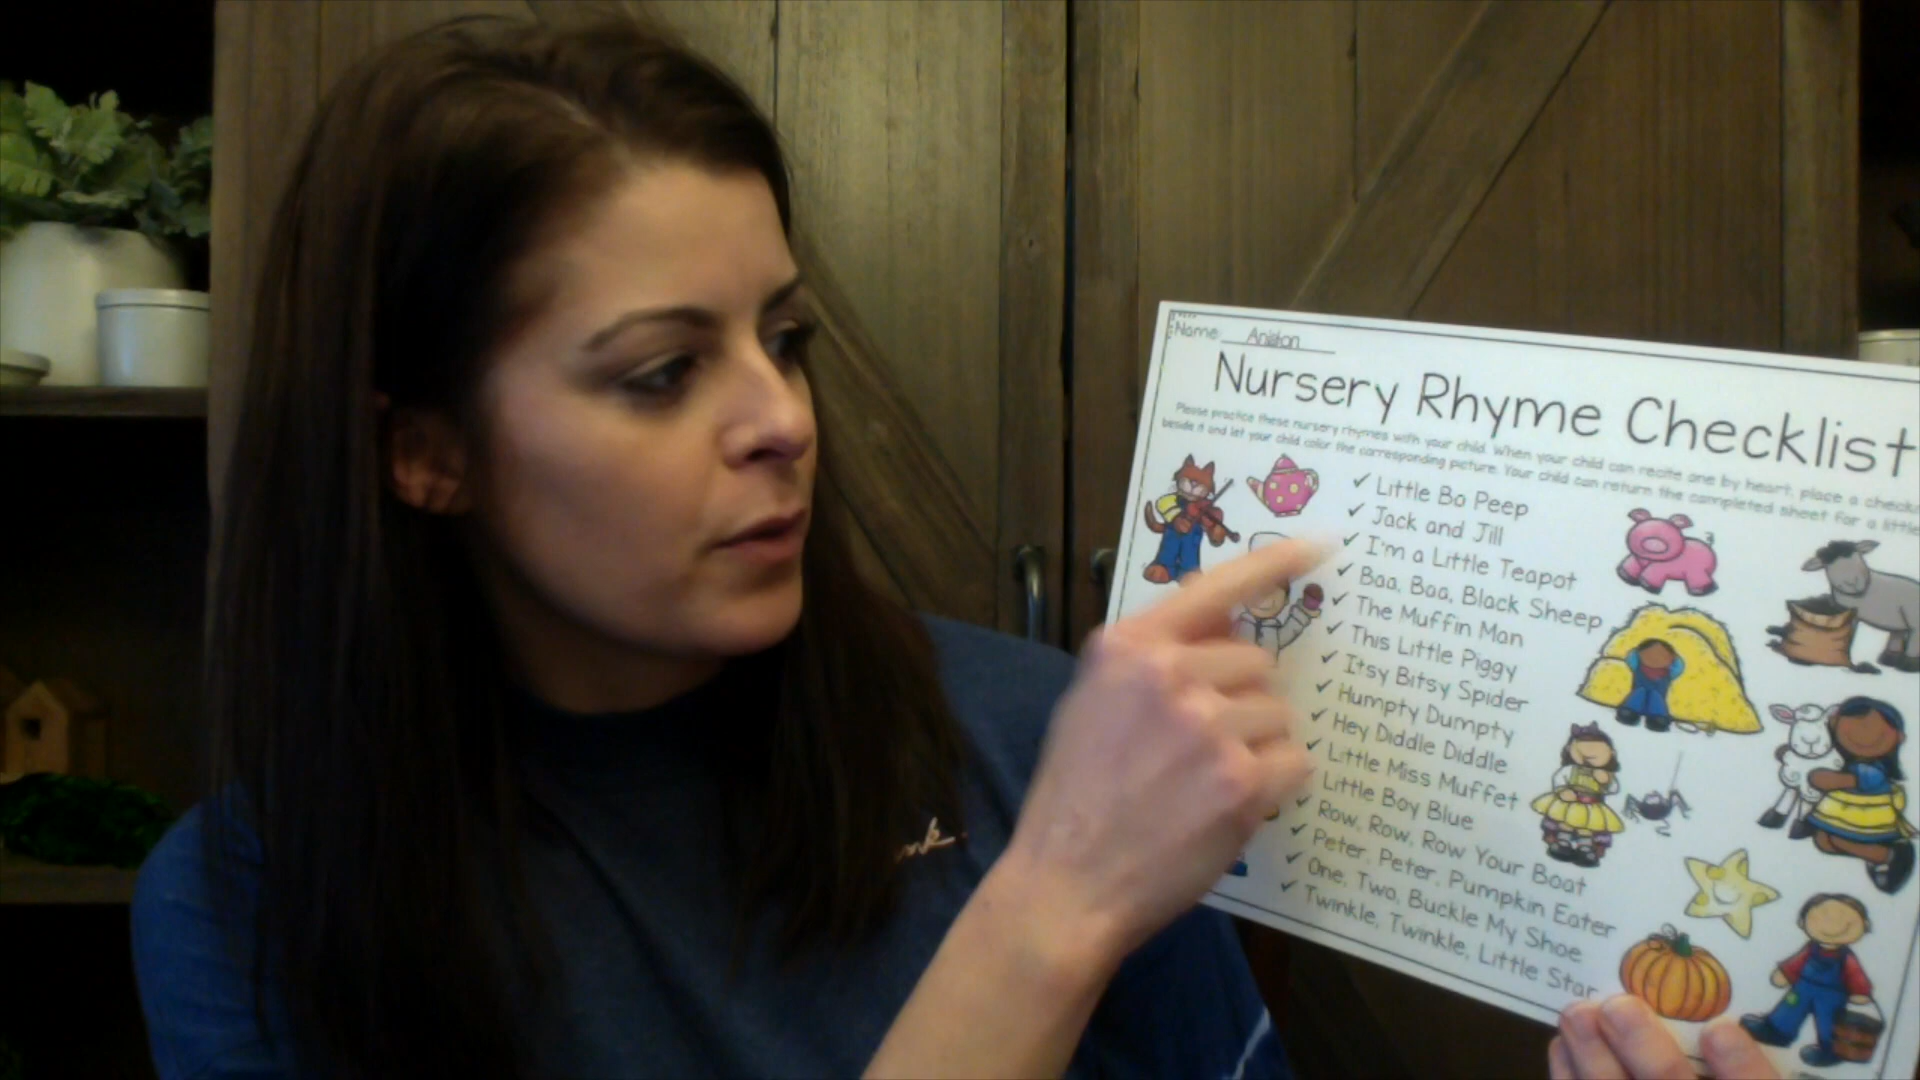 Name: Aniston
Nursery Rhyme Checklist
Please practice these nursery rhymes with your child. When your child can recite one by heart, place a check
beside it and let your child color the corresponding picture. Your child can return the completed sheet for a little
✓ Little Bo Peep
✓ Jack and Jill
✓ I'm a Little Teapot
✓ Baa, Baa, Black Sheep
✓ The Muffin Man
✓ This Little Piggy
✓ Itsy Bitsy Spider
✓ Humpty Dumpty
✓ Hey Diddle Diddle
✓ Little Miss Muffet
✓ Little Boy Blue
✓ Row, Row, Row Your Boat
✓ Peter, Peter, Pumpkin Eater
✓ One, Two, Buckle My Shoe
✓ Twinkle, Twinkle, Little Star